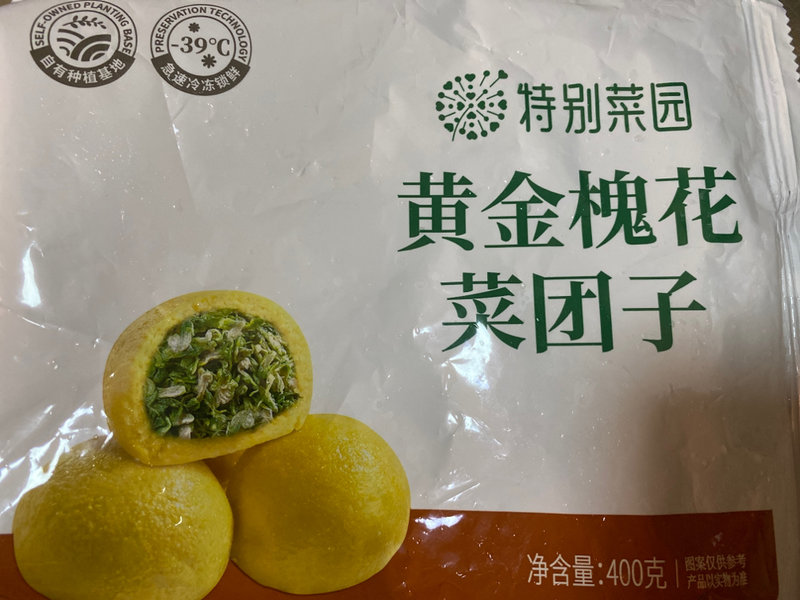 SELF-OWNED PLANTING BASE
自有种植基地
PRESERVATION TECHNOLOGY
-39℃
急速冷冻锁鲜
特别菜园
黄金槐花
菜团子
净含量:400克
图案仅供参考
产品以实物为准